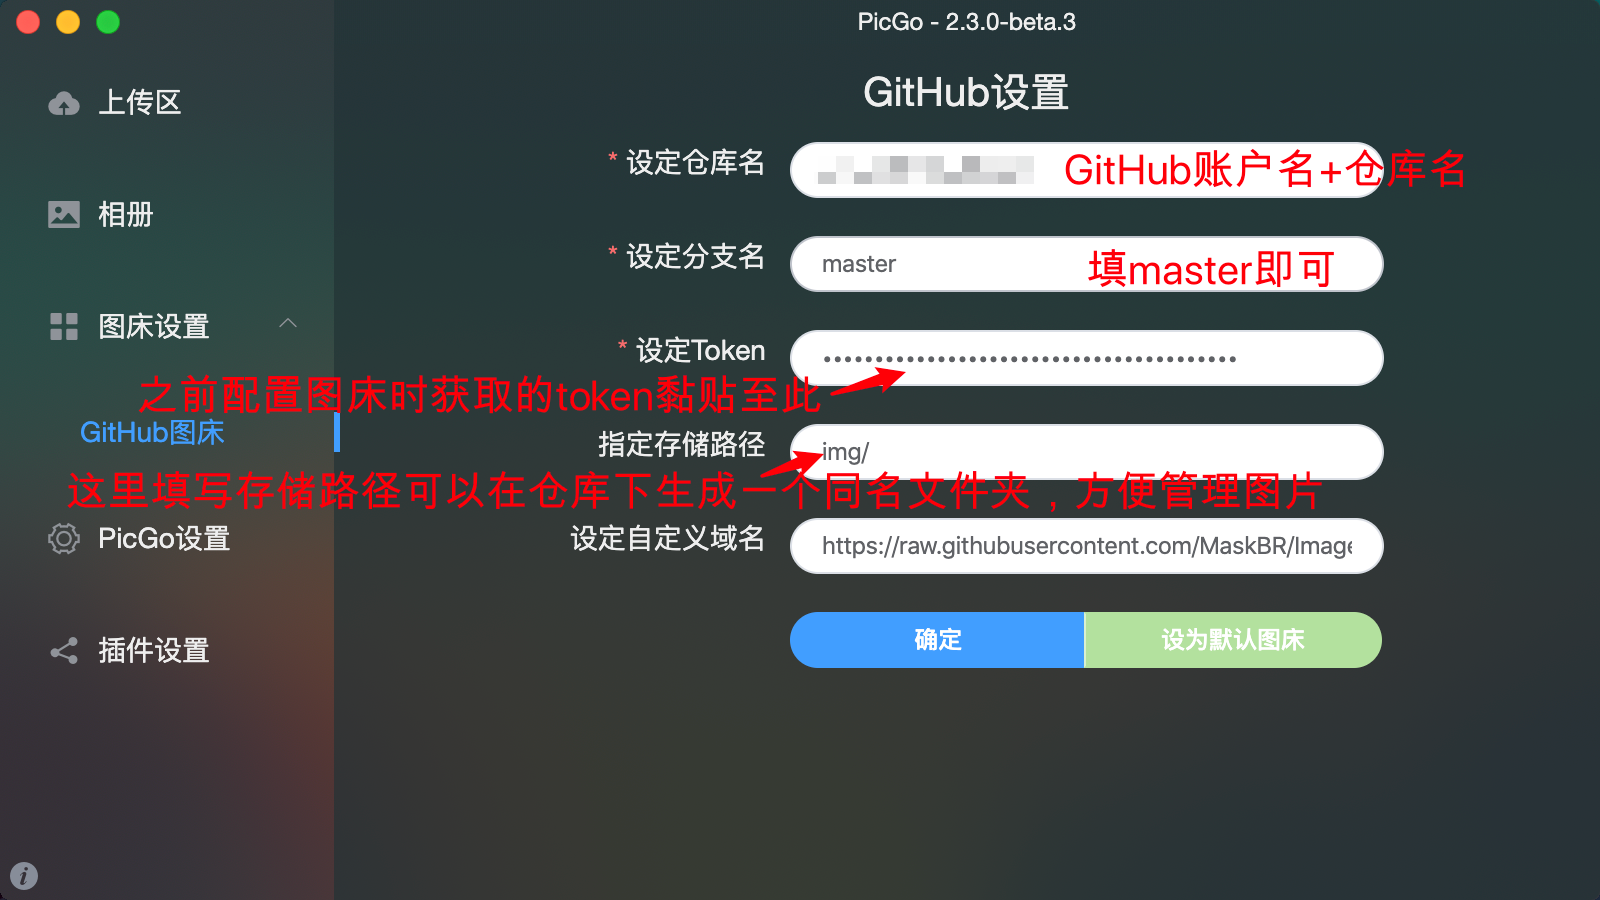 PicGo - 2.3.0-beta.3
上传区
相册
图床设置
GitHub图床
PicGo设置
插件设置
GitHub设置
* 设定仓库名
GitHub账户名+仓库名
* 设定分支名
master
填master即可
* 设定Token
••••••••••••••••••••••••••••••••••••••••
之前配置图床时获取的token黏贴至此
指定存储路径
img/
这里填写存储路径可以在仓库下生成一个同名文件夹，方便管理图片
设定自定义域名
https://raw.githubusercontent.com/MaskBR/Image
确定
设为默认图床